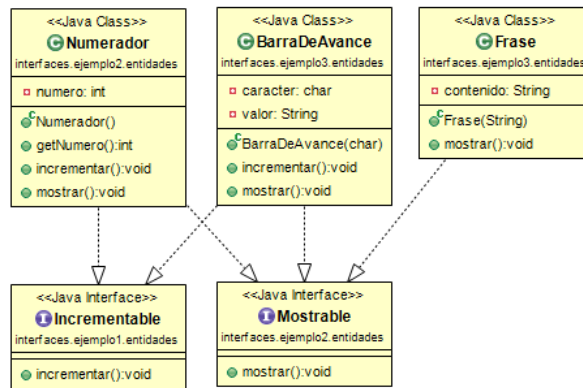 <<Java Class>>
Numerador
interfaces.ejemplo2.entidades
numero: int
Numerador()
getNumero():int
incrementar():void
mostrar():void
<<Java Class>>
BarraDeAvance
interfaces.ejemplo3.entidades
caracter: char
valor: String
BarraDeAvance(char)
incrementar():void
mostrar():void
<<Java Class>>
Frase
interfaces.ejemplo3.entidades
contenido: String
Frase(String)
mostrar():void
<<Java Interface>>
Incrementable
interfaces.ejemplo1.entidades
incrementar():void
<<Java Interface>>
Mostrable
interfaces.ejemplo2.entidades
mostrar():void